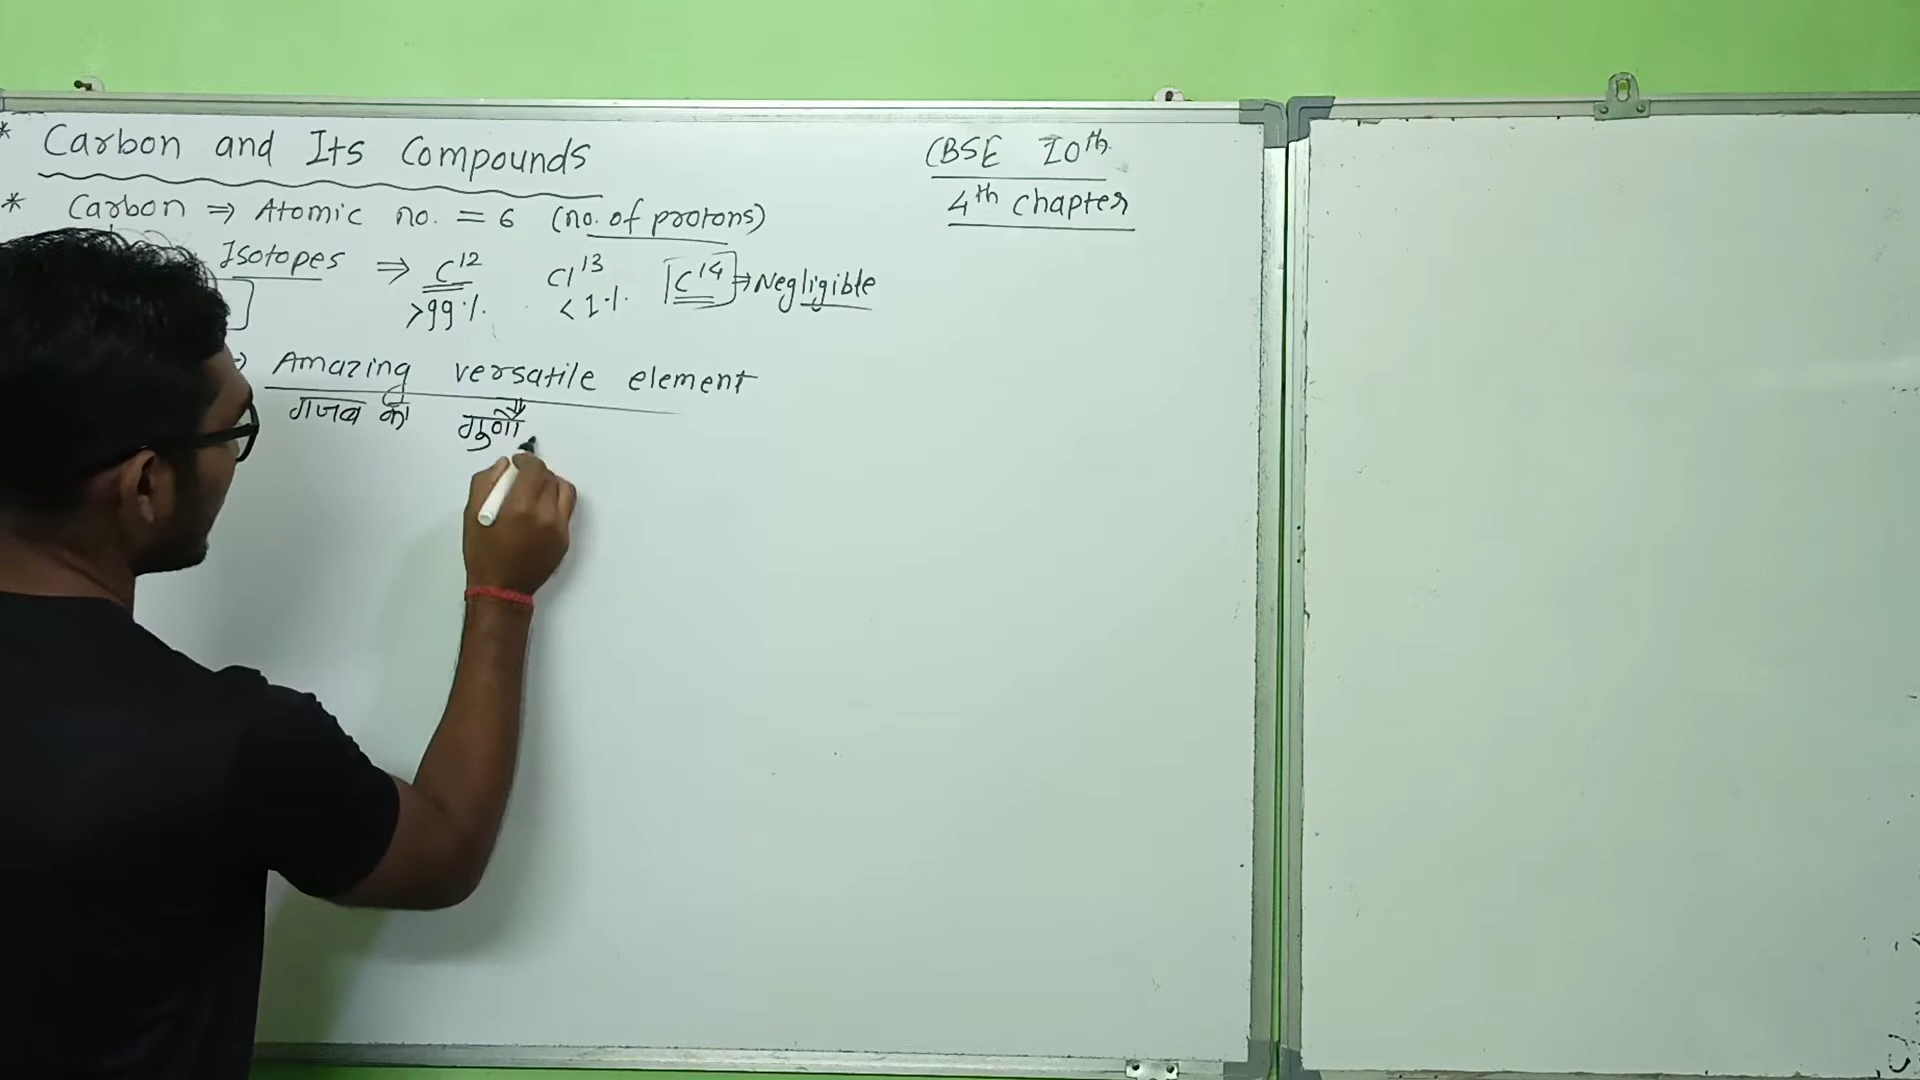 * Carbon and Its Compounds
CBSE 10th
4th chapter
* Carbon ⇒ Atomic no. = 6 (no. of protons)
Isotopes ⇒ C¹² C¹³ C¹⁴ → Negligible
>99% <1%
⇒ Amazing versatile element
गजब का गुणों